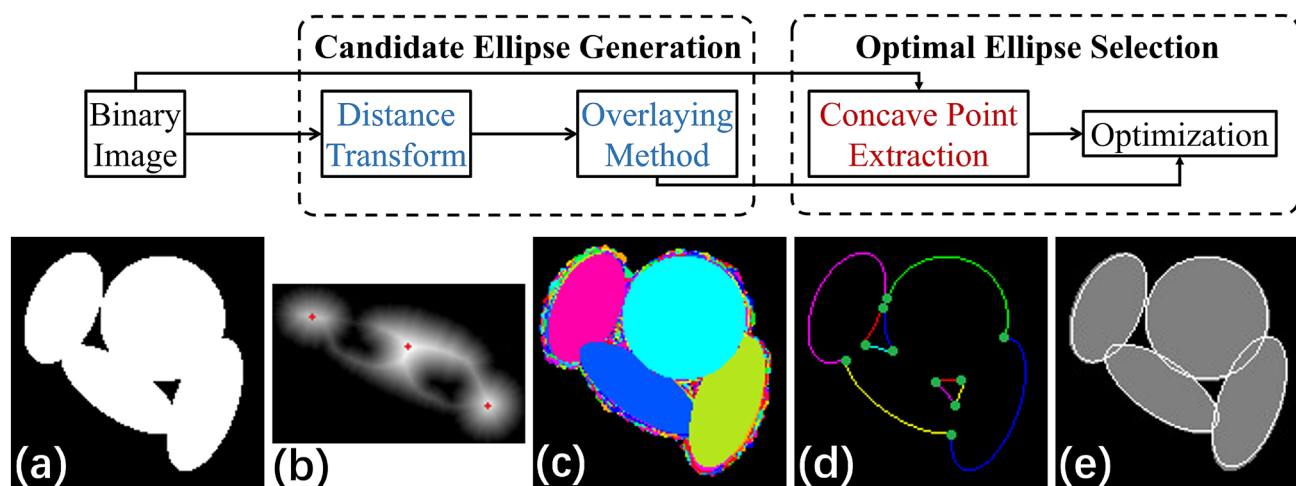 Candidate Ellipse Generation
Optimal Ellipse Selection
Binary
Image
Distance
Transform
Overlaying
Method
Concave Point
Extraction
Optimization
(a)
(b)
(c)
(d)
(e)